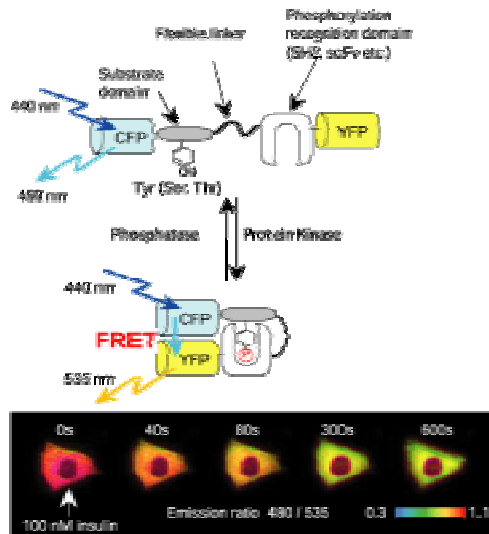 Phosphorylation
recognition domain
(SH2, scFv etc.)
Flexible linker
Substrate
domain
440 nm
CFP
YFP
OH
Tyr (Ser, Thr)
Phosphatase
Protein Kinase
440 nm
CFP
FRET
YFP
535 nm
0s
40s
80s
300s
600s
100 nM insulin
Emission ratio 480 / 535
0.3